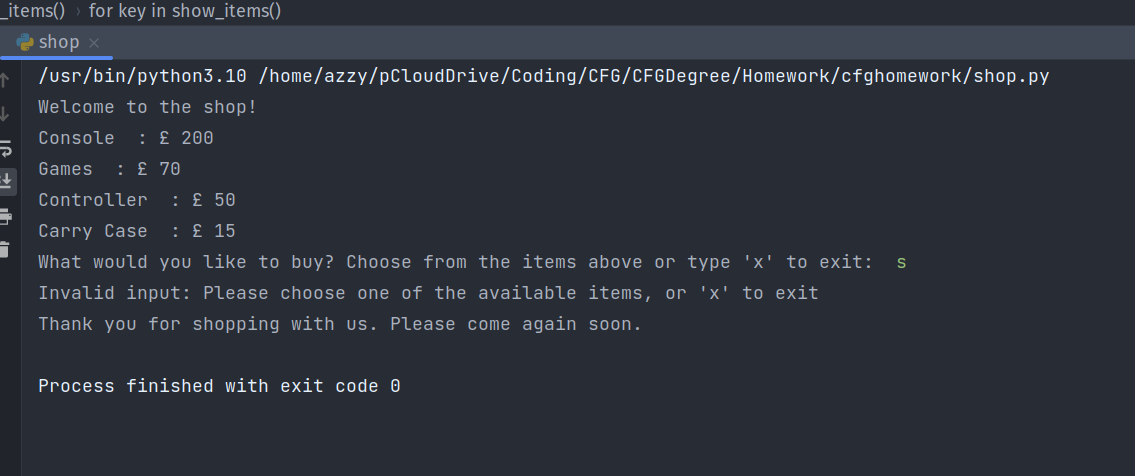 _items() › for key in show_items()
shop ×
/usr/bin/python3.10 /home/azzy/pCloudDrive/Coding/CFG/CFGDegree/Homework/cfghomework/shop.py
Welcome to the shop!
Console  : £ 200
Games  : £ 70
Controller  : £ 50
Carry Case  : £ 15
What would you like to buy? Choose from the items above or type 'x' to exit:  s
Invalid input: Please choose one of the available items, or 'x' to exit
Thank you for shopping with us. Please come again soon.
Process finished with exit code 0